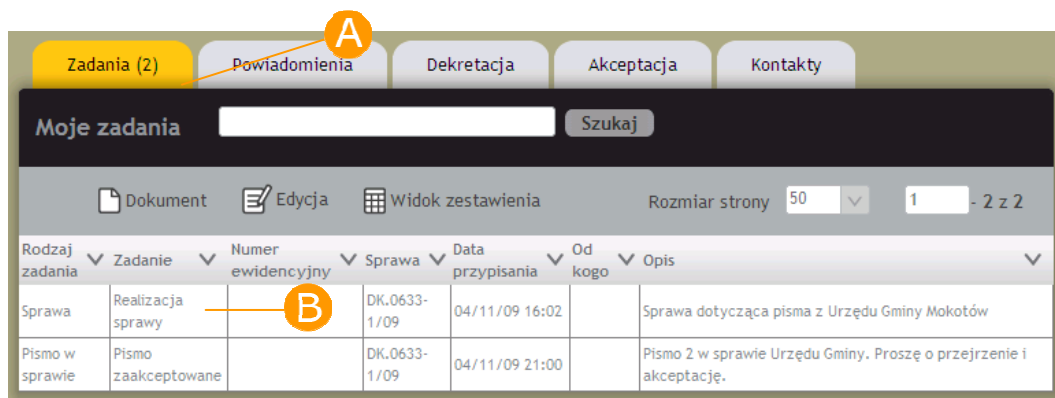 A
Zadania (2) Powiadomienia Dekretacja Akceptacja Kontakty
Moje zadania Szukaj
Dokument Edycja Widok zestawienia Rozmiar strony 50 1 - 2 z 2
Rodzaj zadania Zadanie Numer ewidencyjny Sprawa Data przypisania Od kogo Opis
Sprawa Realizacja sprawy B DK.0633-1/09 04/11/09 16:02 Sprawa dotycząca pisma z Urzędu Gminy Mokotów
Pismo w sprawie Pismo zaakceptowane DK.0633-1/09 04/11/09 21:00 Pismo 2 w sprawie Urzędu Gminy. Proszę o przejrzenie i akceptację.